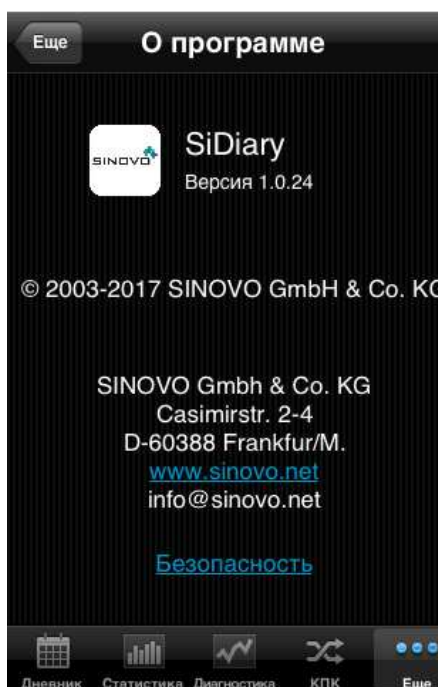 Еще
О программе
SINOVO
SiDiary
Версия 1.0.24
© 2003-2017 SINOVO GmbH & Co. KG
SINOVO Gmbh & Co. KG
Casimirstr. 2-4
D-60388 Frankfur/M.
www.sinovo.net
info@sinovo.net
Безопасность
Дневник Статистика Диагностика КПК Еще